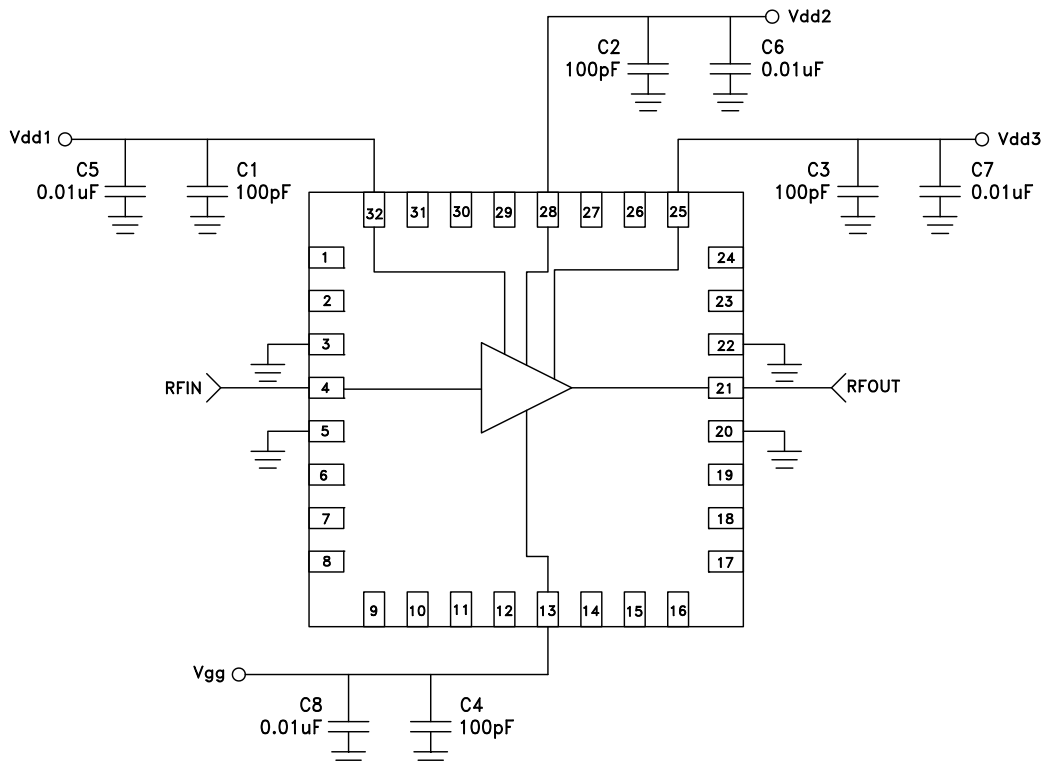 Vdd2
C2
100pF
C6
0.01uF
Vdd1
Vdd3
C5
0.01uF
C1
100pF
C3
100pF
C7
0.01uF
32 31 30 29 28 27 26 25
1 24
2 23
3 22
RFIN 4 21 RFOUT
5 20
6 19
7 18
8 17
9 10 11 12 13 14 15 16
Vgg
C8
0.01uF
C4
100pF